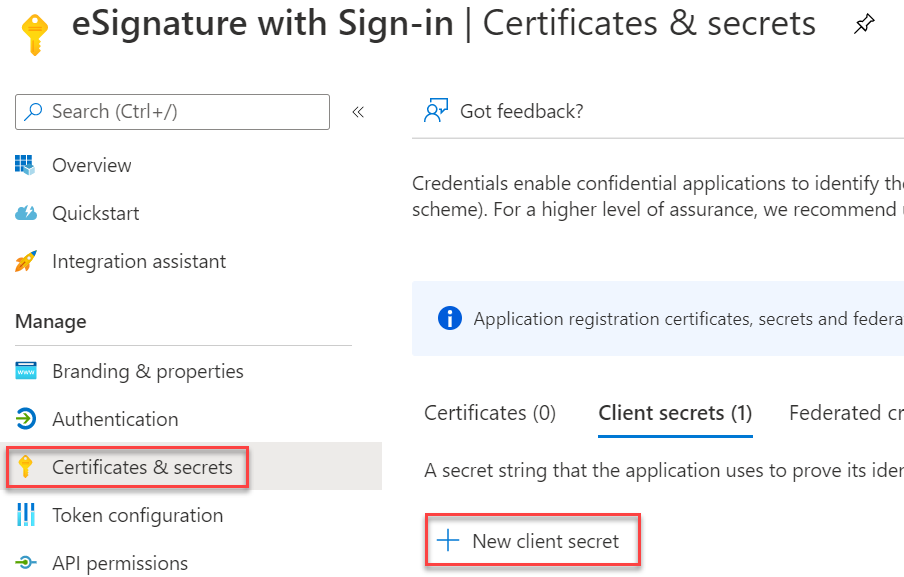 eSignature with Sign-in | Certificates & secrets
Search (Ctrl+/)
«
Overview
Quickstart
Integration assistant
Manage
Branding & properties
Authentication
Certificates & secrets
Token configuration
API permissions
Got feedback?
Credentials enable confidential applications to identify the
scheme). For a higher level of assurance, we recommend
Application registration certificates, secrets and federa
Certificates (0) Client secrets (1) Federated cr
A secret string that the application uses to prove its iden
New client secret